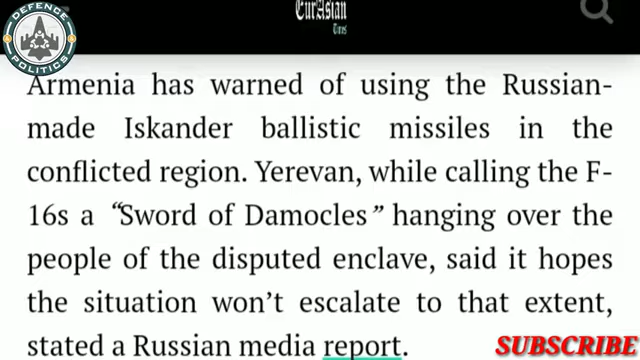 DEFENCE
POLITICS
EurAsian
Times
Armenia has warned of using the Russian-
made Iskander ballistic missiles in the
conflicted region. Yerevan, while calling the F-
16s a “Sword of Damocles” hanging over the
people of the disputed enclave, said it hopes
the situation won’t escalate to that extent,
stated a Russian media report.
SUBSCRIBE